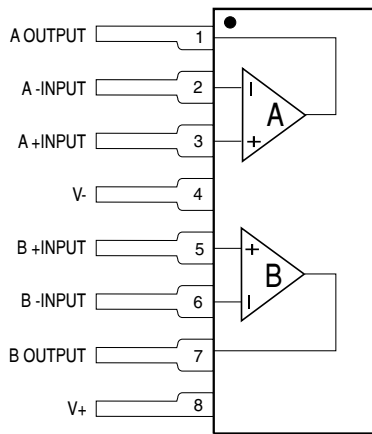 A OUTPUT 1
A -INPUT 2
A +INPUT 3
V- 4
B +INPUT 5
B -INPUT 6
B OUTPUT 7
V+ 8
- A +
+ B -